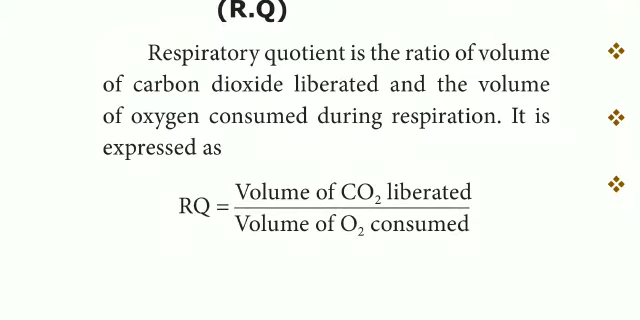 (R.Q)
Respiratory quotient is the ratio of volume
of carbon dioxide liberated and the volume
of oxygen consumed during respiration. It is
expressed as
RQ = Volume of CO₂ liberated
Volume of O₂ consumed